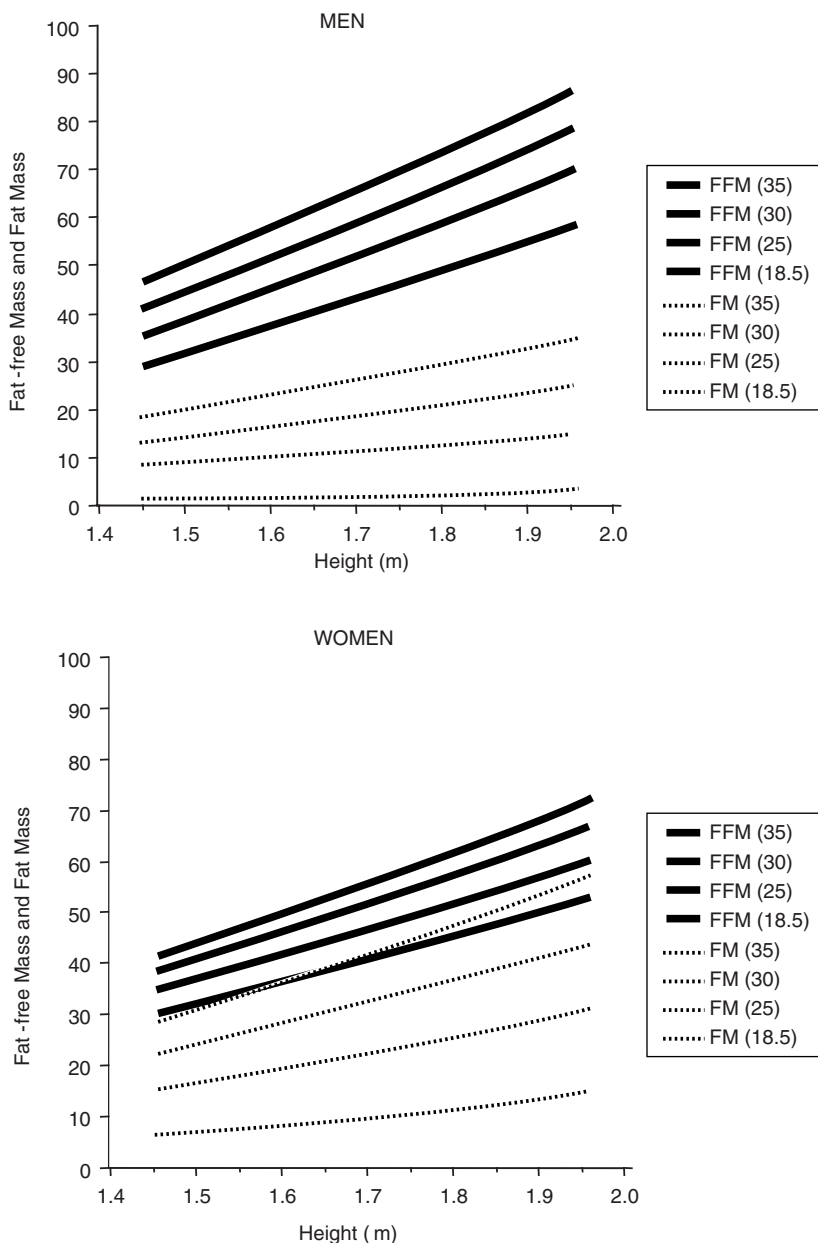 MEN
100
90
80
70
60
50
40
30
20
10
0
Fat -free Mass and Fat Mass
1.4 1.5 1.6 1.7 1.8 1.9 2.0
Height (m)
FFM (35)
FFM (30)
FFM (25)
FFM (18.5)
FM (35)
FM (30)
FM (25)
FM (18.5)
WOMEN
100
90
80
70
60
50
40
30
20
10
0
Fat -free Mass and Fat Mass
1.4 1.5 1.6 1.7 1.8 1.9 2.0
Height ( m)
FFM (35)
FFM (30)
FFM (25)
FFM (18.5)
FM (35)
FM (30)
FM (25)
FM (18.5)